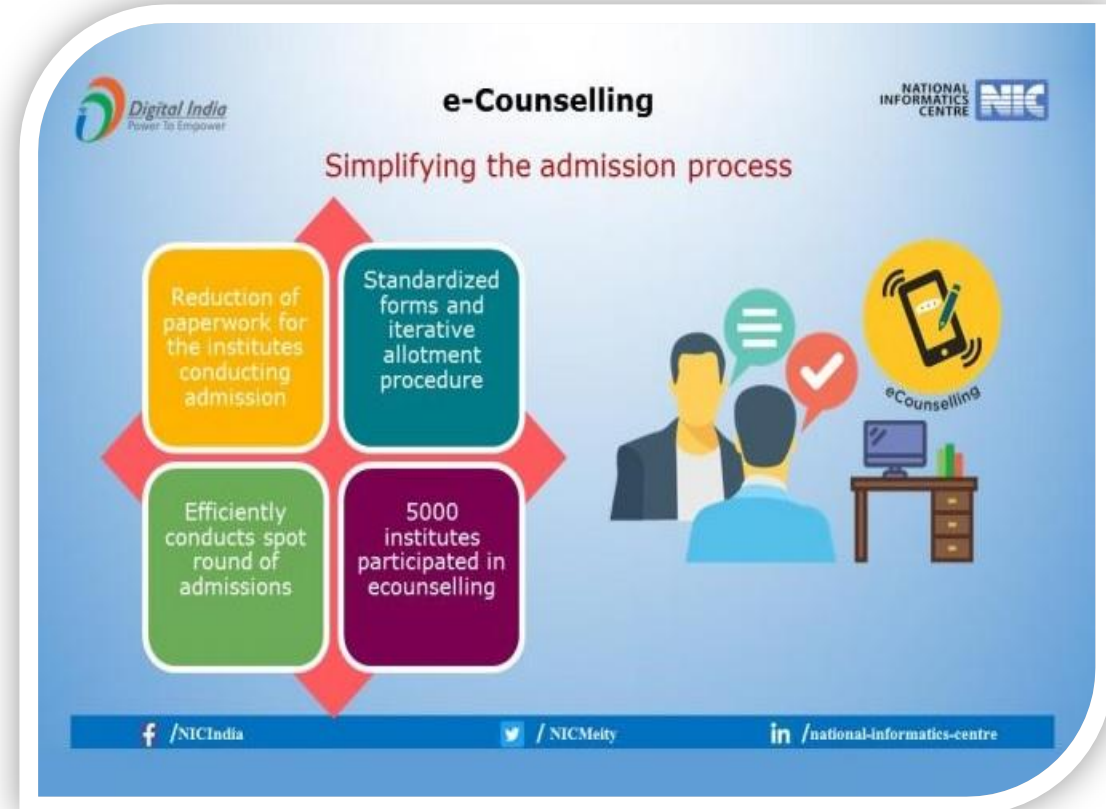 Digital India
Power To Empower
e-Counselling
NATIONAL
INFORMATICS
CENTRE
NIC
Simplifying the admission process
Reduction of
paperwork for
the institutes
conducting
admission
Standardized
forms and
iterative
allotment
procedure
Efficiently
conducts spot
round of
admissions
5000
institutes
participated in
ecounselling
eCounselling
/NICIndia
/ NICMeity
in /national-informatics-centre